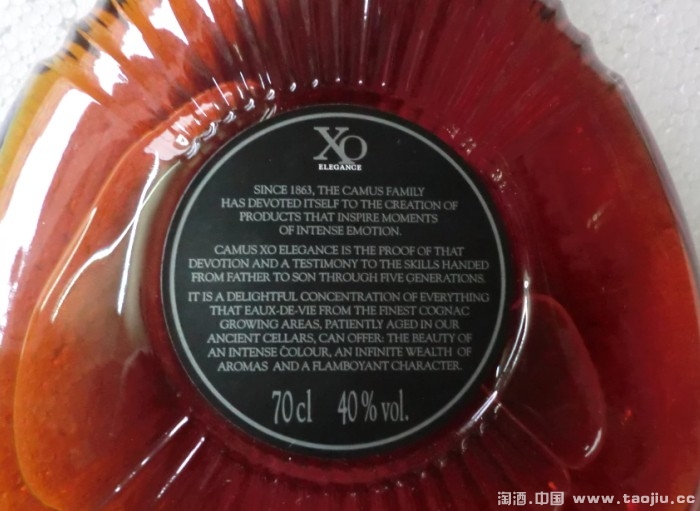 XO
ELEGANCE
SINCE 1863, THE CAMUS FAMILY
HAS DEVOTED ITSELF TO THE CREATION OF
PRODUCTS THAT INSPIRE MOMENTS
OF INTENSE EMOTION.
CAMUS XO ELEGANCE IS THE PROOF OF THAT
DEVOTION AND A TESTIMONY TO THE SKILLS HANDED
FROM FATHER TO SON THROUGH FIVE GENERATIONS.
IT IS A DELIGHTFUL CONCENTRATION OF EVERYTHING
THAT EAUX-DE-VIE FROM THE FINEST COGNAC
GROWING AREAS, PATIENTLY AGED IN OUR
ANCIENT CELLARS, CAN OFFER: THE BEAUTY OF
AN INTENSE COLOUR, AN INFINITE WEALTH OF
AROMAS AND A FLAMBOYANT CHARACTER.
70 cl 40% vol.
淘酒.中国 www.taojiu.cc